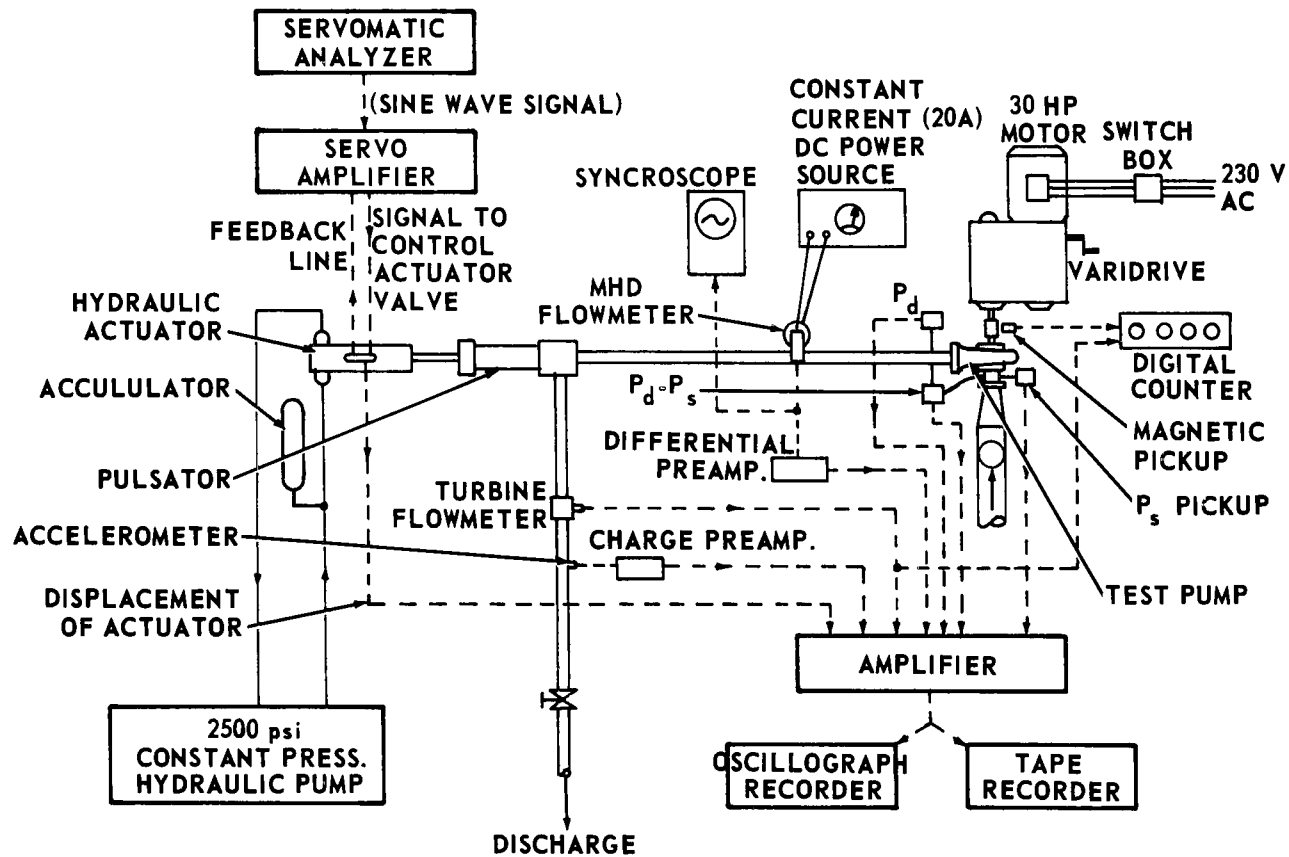 SERVOMATIC
ANALYZER
(SINE WAVE SIGNAL)
SERVO
AMPLIFIER
FEEDBACK
LINE
SIGNAL TO
CONTROL
ACTUATOR
VALVE
HYDRAULIC
ACTUATOR
ACCULULATOR
PULSATOR
ACCELEROMETER
DISPLACEMENT
OF ACTUATOR
2500 psi
CONSTANT PRESS.
HYDRAULIC PUMP
SYNCROSCOPE
CONSTANT
CURRENT (20A)
DC POWER
SOURCE
MHD
FLOWMETER
30 HP
MOTOR
SWITCH
BOX
230 V
AC
VARIDRIVE
Pd
Pd-Ps
DIGITAL
COUNTER
MAGNETIC
PICKUP
Ps PICKUP
TEST PUMP
DIFFERENTIAL
PREAMP.
TURBINE
FLOWMETER
CHARGE PREAMP.
AMPLIFIER
OSCILLOGRAPH
RECORDER
TAPE
RECORDER
DISCHARGE